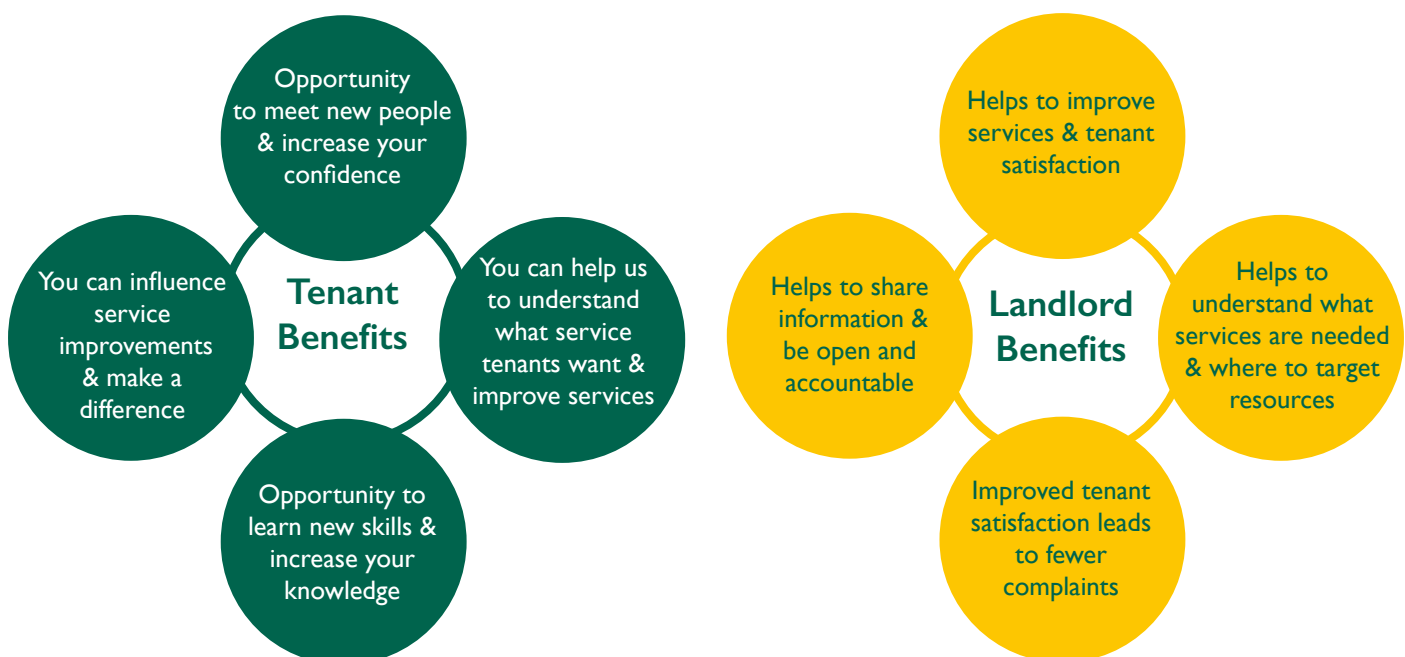 Opportunity
to meet new people
& increase your
confidence
You can influence
service
improvements
& make a
difference
Tenant
Benefits
You can help us
to understand
what service
tenants want &
improve services
Opportunity to
learn new skills &
increase your
knowledge
Helps to improve
services & tenant
satisfaction
Helps to share
information &
be open and
accountable
Landlord
Benefits
Helps to
understand what
services are needed
& where to target
resources
Improved tenant
satisfaction leads
to fewer
complaints